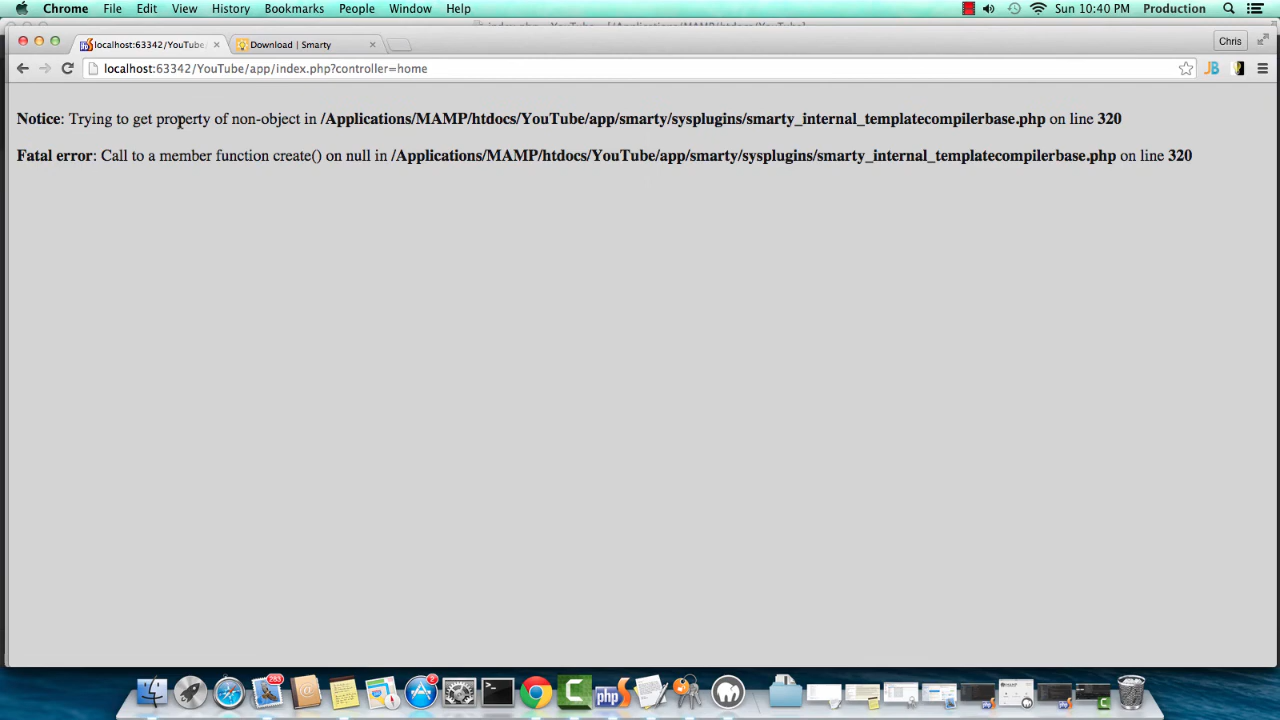 Chrome File Edit View History Bookmarks People Window Help Sun 10:40 PM Production
localhost:63342/YouTube/ Download | Smarty Chris
localhost:63342/YouTube/app/index.php?controller=home
Notice: Trying to get property of non-object in /Applications/MAMP/htdocs/YouTube/app/smarty/sysplugins/smarty_internal_templatecompilerbase.php on line 320
Fatal error: Call to a member function create() on null in /Applications/MAMP/htdocs/YouTube/app/smarty/sysplugins/smarty_internal_templatecompilerbase.php on line 320